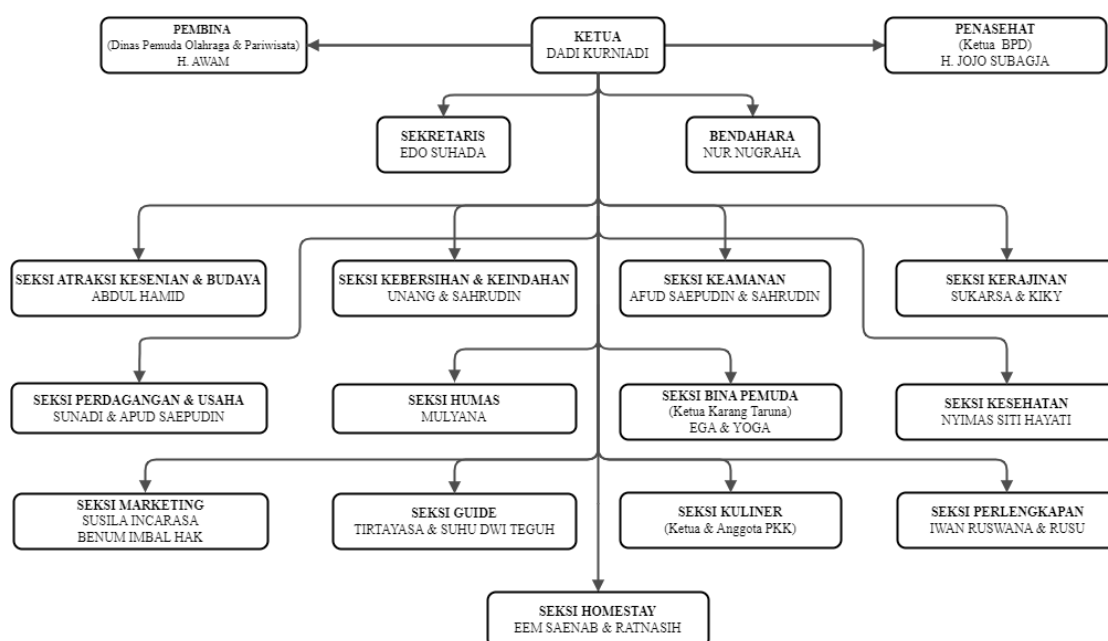 PEMBINA
(Dinas Pemuda Olahraga & Pariwisata)
H. AWAM
KETUA
DADI KURNIADI
PENASEHAT
(Ketua BPD)
H. JOJO SUBAGJA
SEKRETARIS
EDO SUHADA
BENDAHARA
NUR NUGRAHA
SEKSI ATRAKSI KESENIAN & BUDAYA
ABDUL HAMID
SEKSI KEBERSIHAN & KEINDAHAN
UNANG & SAHRUDIN
SEKSI KEAMANAN
AFUD SAEPUDIN & SAHRUDIN
SEKSI KERAJINAN
SUKARSA & KIKY
SEKSI PERDAGANGAN & USAHA
SUNADI & APUD SAEPUDIN
SEKSI HUMAS
MULYANA
SEKSI BINA PEMUDA
(Ketua Karang Taruna)
EGA & YOGA
SEKSI KESEHATAN
NYIMAS SITI HAYATI
SEKSI MARKETING
SUSILA INCARASA
BENUM IMBAL HAK
SEKSI GUIDE
TIRTAYASA & SUHU DWI TEGUH
SEKSI KULINER
(Ketua & Anggota PKK)
SEKSI PERLENGKAPAN
IWAN RUSWANA & RUSU
SEKSI HOMESTAY
EEM SAENAB & RATNASIH